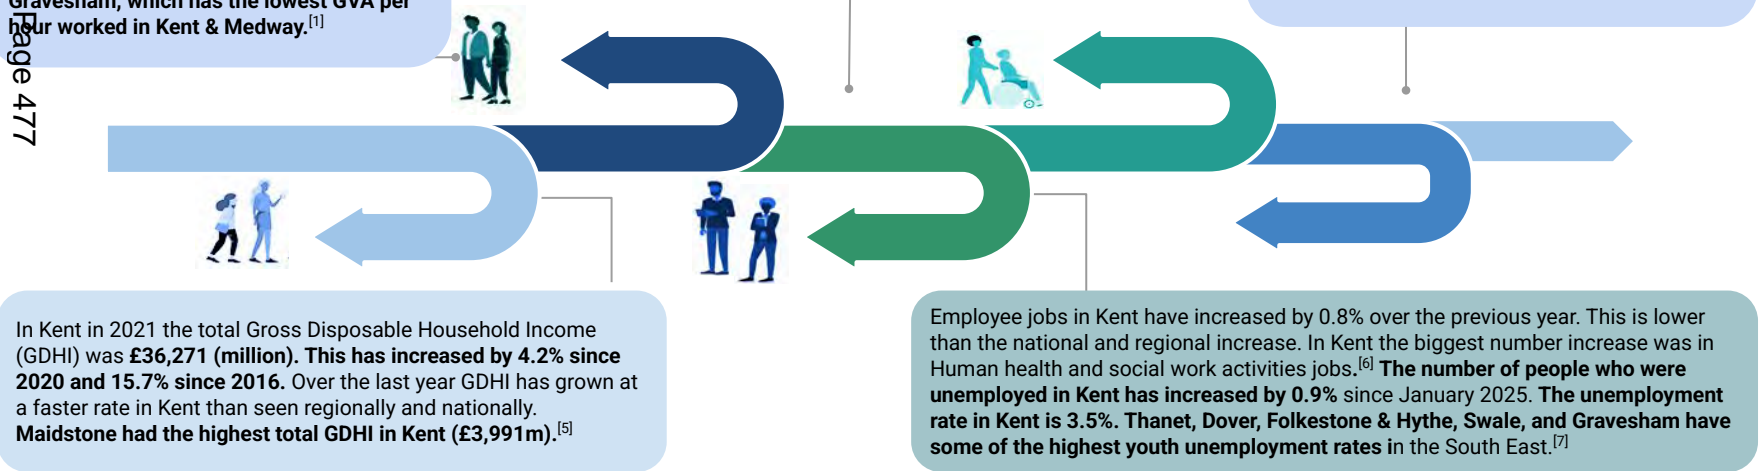 Gravesham, which has the lowest GVA per
hour worked in Kent & Medway.[1]
Page 477
In Kent in 2021 the total Gross Disposable Household Income
(GDHI) was £36,271 (million). This has increased by 4.2% since
2020 and 15.7% since 2016. Over the last year GDHI has grown at
a faster rate in Kent than seen regionally and nationally.
Maidstone had the highest total GDHI in Kent (£3,991m).[5]
Employee jobs in Kent have increased by 0.8% over the previous year. This is lower
than the national and regional increase. In Kent the biggest number increase was in
Human health and social work activities jobs.[6] The number of people who were
unemployed in Kent has increased by 0.9% since January 2025. The unemployment
rate in Kent is 3.5%. Thanet, Dover, Folkestone & Hythe, Swale, and Gravesham have
some of the highest youth unemployment rates in the South East.[7]